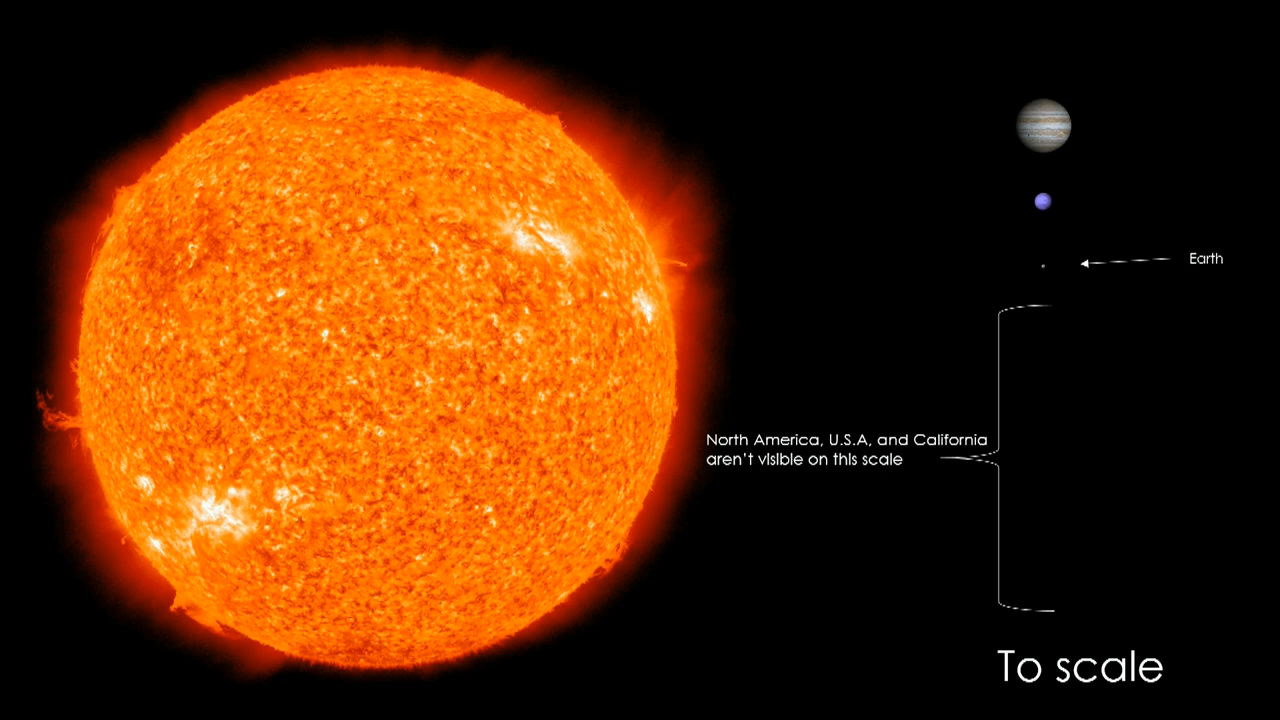 Earth
North America, U.S.A, and California
aren't visible on this scale
To scale